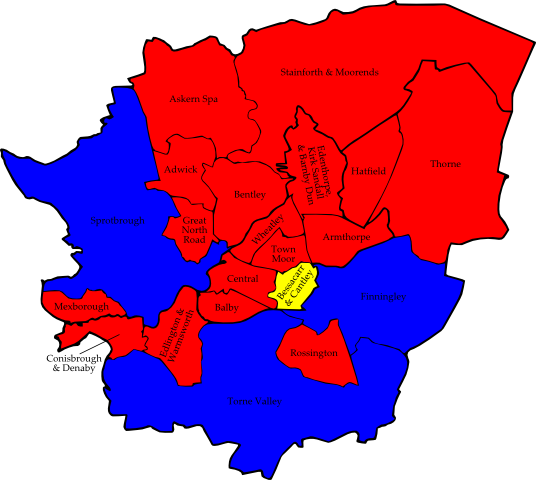 Stainforth & Moorends
Askern Spa
Edenthorpe,
Kirk Sandall
& Barnby Dun
Thorne
Adwick
Hatfield
Bentley
Sprotbrough
Great
North
Road
Wheatley
Armthorpe
Town
Moor
Central
Bessacarr
& Cantley
Finningley
Mexborough
Balby
Edlington &
Warmsworth
Conisbrough
& Denaby
Rossington
Torne Valley